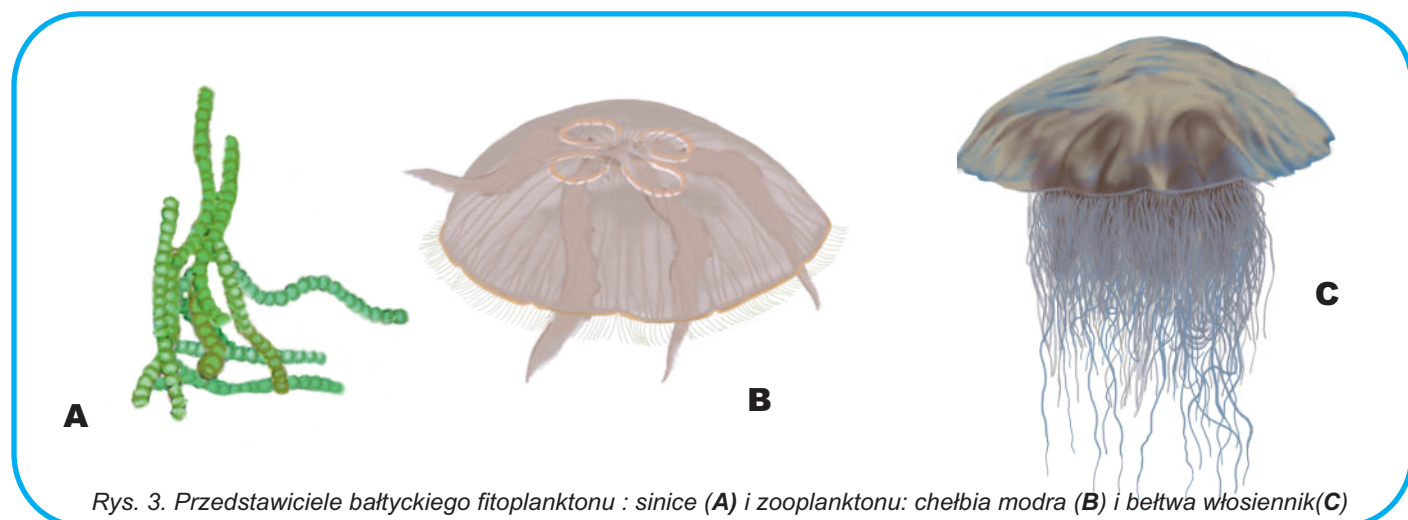 A
B
C
Rys. 3. Przedstawiciele bałtyckiego fitoplanktonu : sinice (A) i zooplanktonu: chełbia modra (B) i bełtwa włosiennik(C)